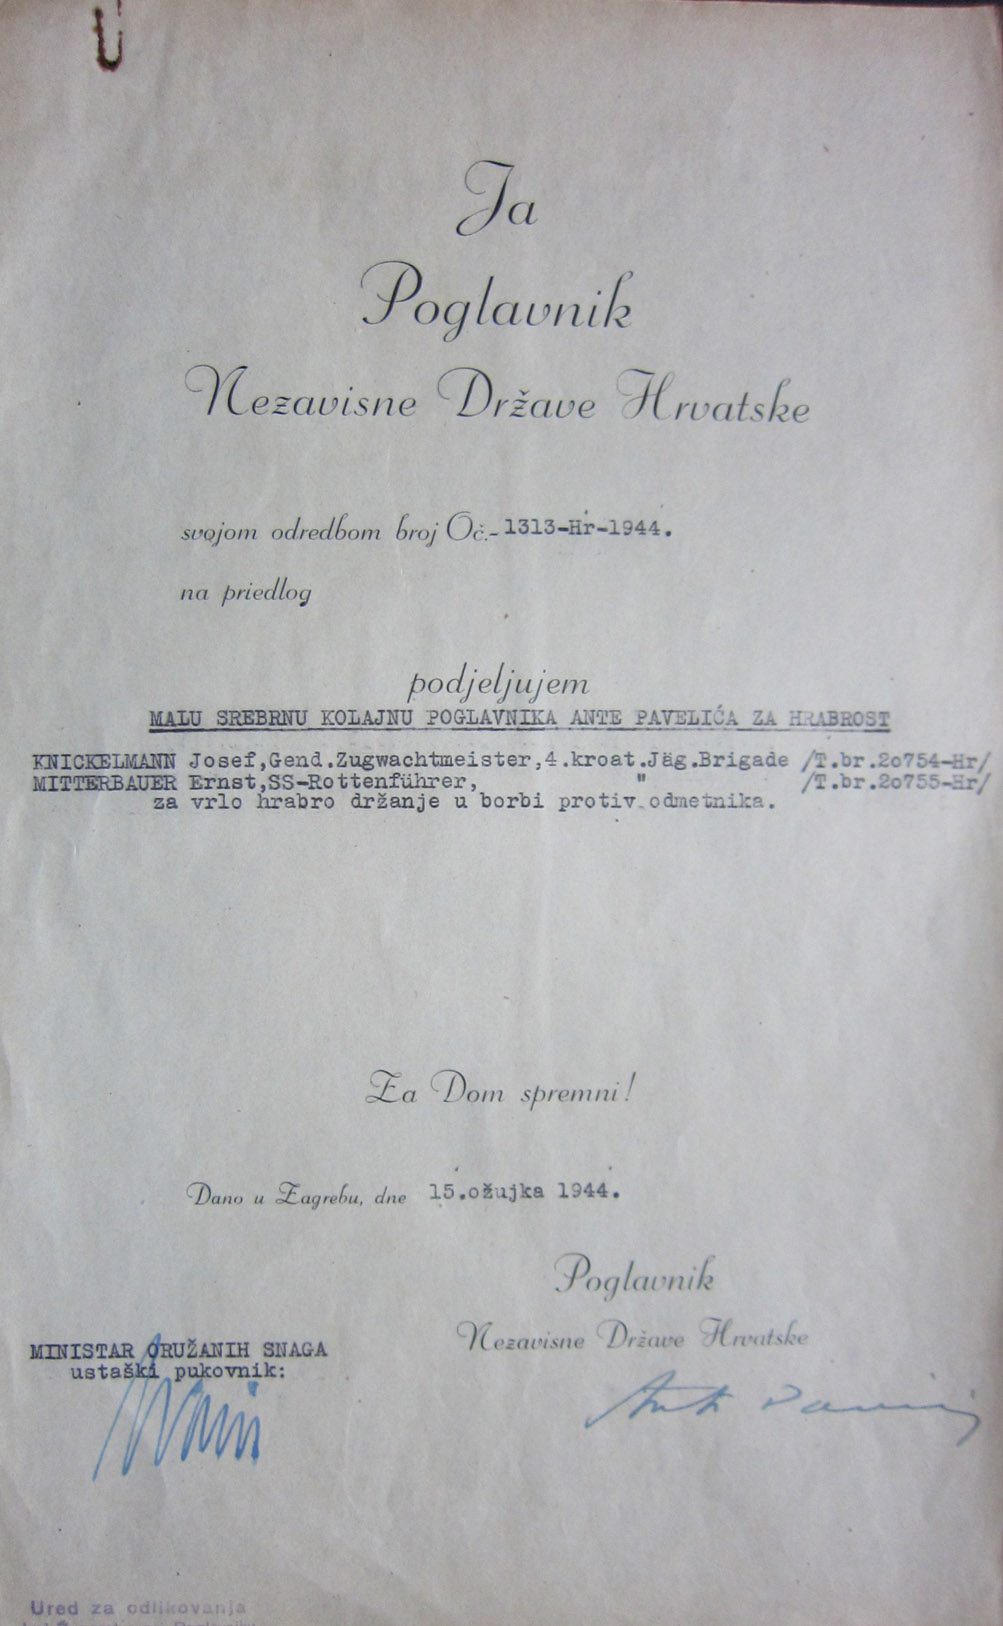 Ja
Poglavnik
Nezavisne Države Hrvatske
svojom odredbom broj Oč.- 1313-Hr-1944.
na priedlog
podjeljujem
MALU SREBRNU KOLAJNU POGLAVNIKA ANTE PAVELIĆA ZA HRABROST
KNICKELMANN Josef,Gend.Zugwachtmeister,4.kroat.Jäg.Brigade /T.br.2o754-Hr/
MITTERBAUER Ernst,SS-Rottenführer, " /T.br.2o755-Hr/
za vrlo hrabro držanje u borbi protiv odmetnika.
Za Dom spremni!
Dano u Zagrebu, dne 15.ožujka 1944.
Poglavnik
Nezavisne Države Hrvatske
MINISTAR ORUŽANIH SNAGA
ustaški pukovnik:
Ured za odlikovanja